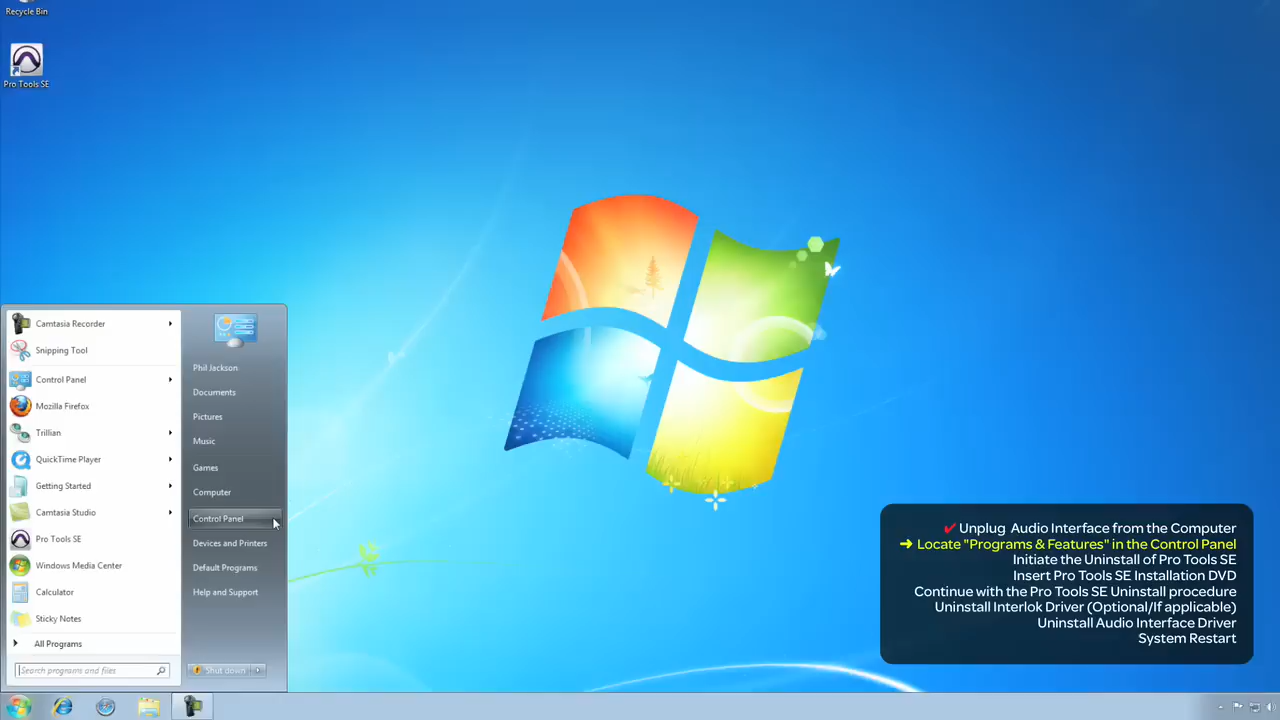 Recycle Bin
Pro Tools SE
Camtasia Recorder
Snipping Tool
Control Panel
Mozilla Firefox
Trillian
QuickTime Player
Getting Started
Camtasia Studio
Pro Tools SE
Windows Media Center
Calculator
Sticky Notes
All Programs
Search programs and files
Phil Jackson
Documents
Pictures
Music
Games
Computer
Control Panel
Devices and Printers
Default Programs
Help and Support
Shut down
Unplug Audio Interface from the Computer
Locate "Programs & Features" in the Control Panel
Initiate the Uninstall of Pro Tools SE
Insert Pro Tools SE Installation DVD
Continue with the Pro Tools SE Uninstall procedure
Uninstall Interlok Driver (Optional/If applicable)
Uninstall Audio Interface Driver
System Restart